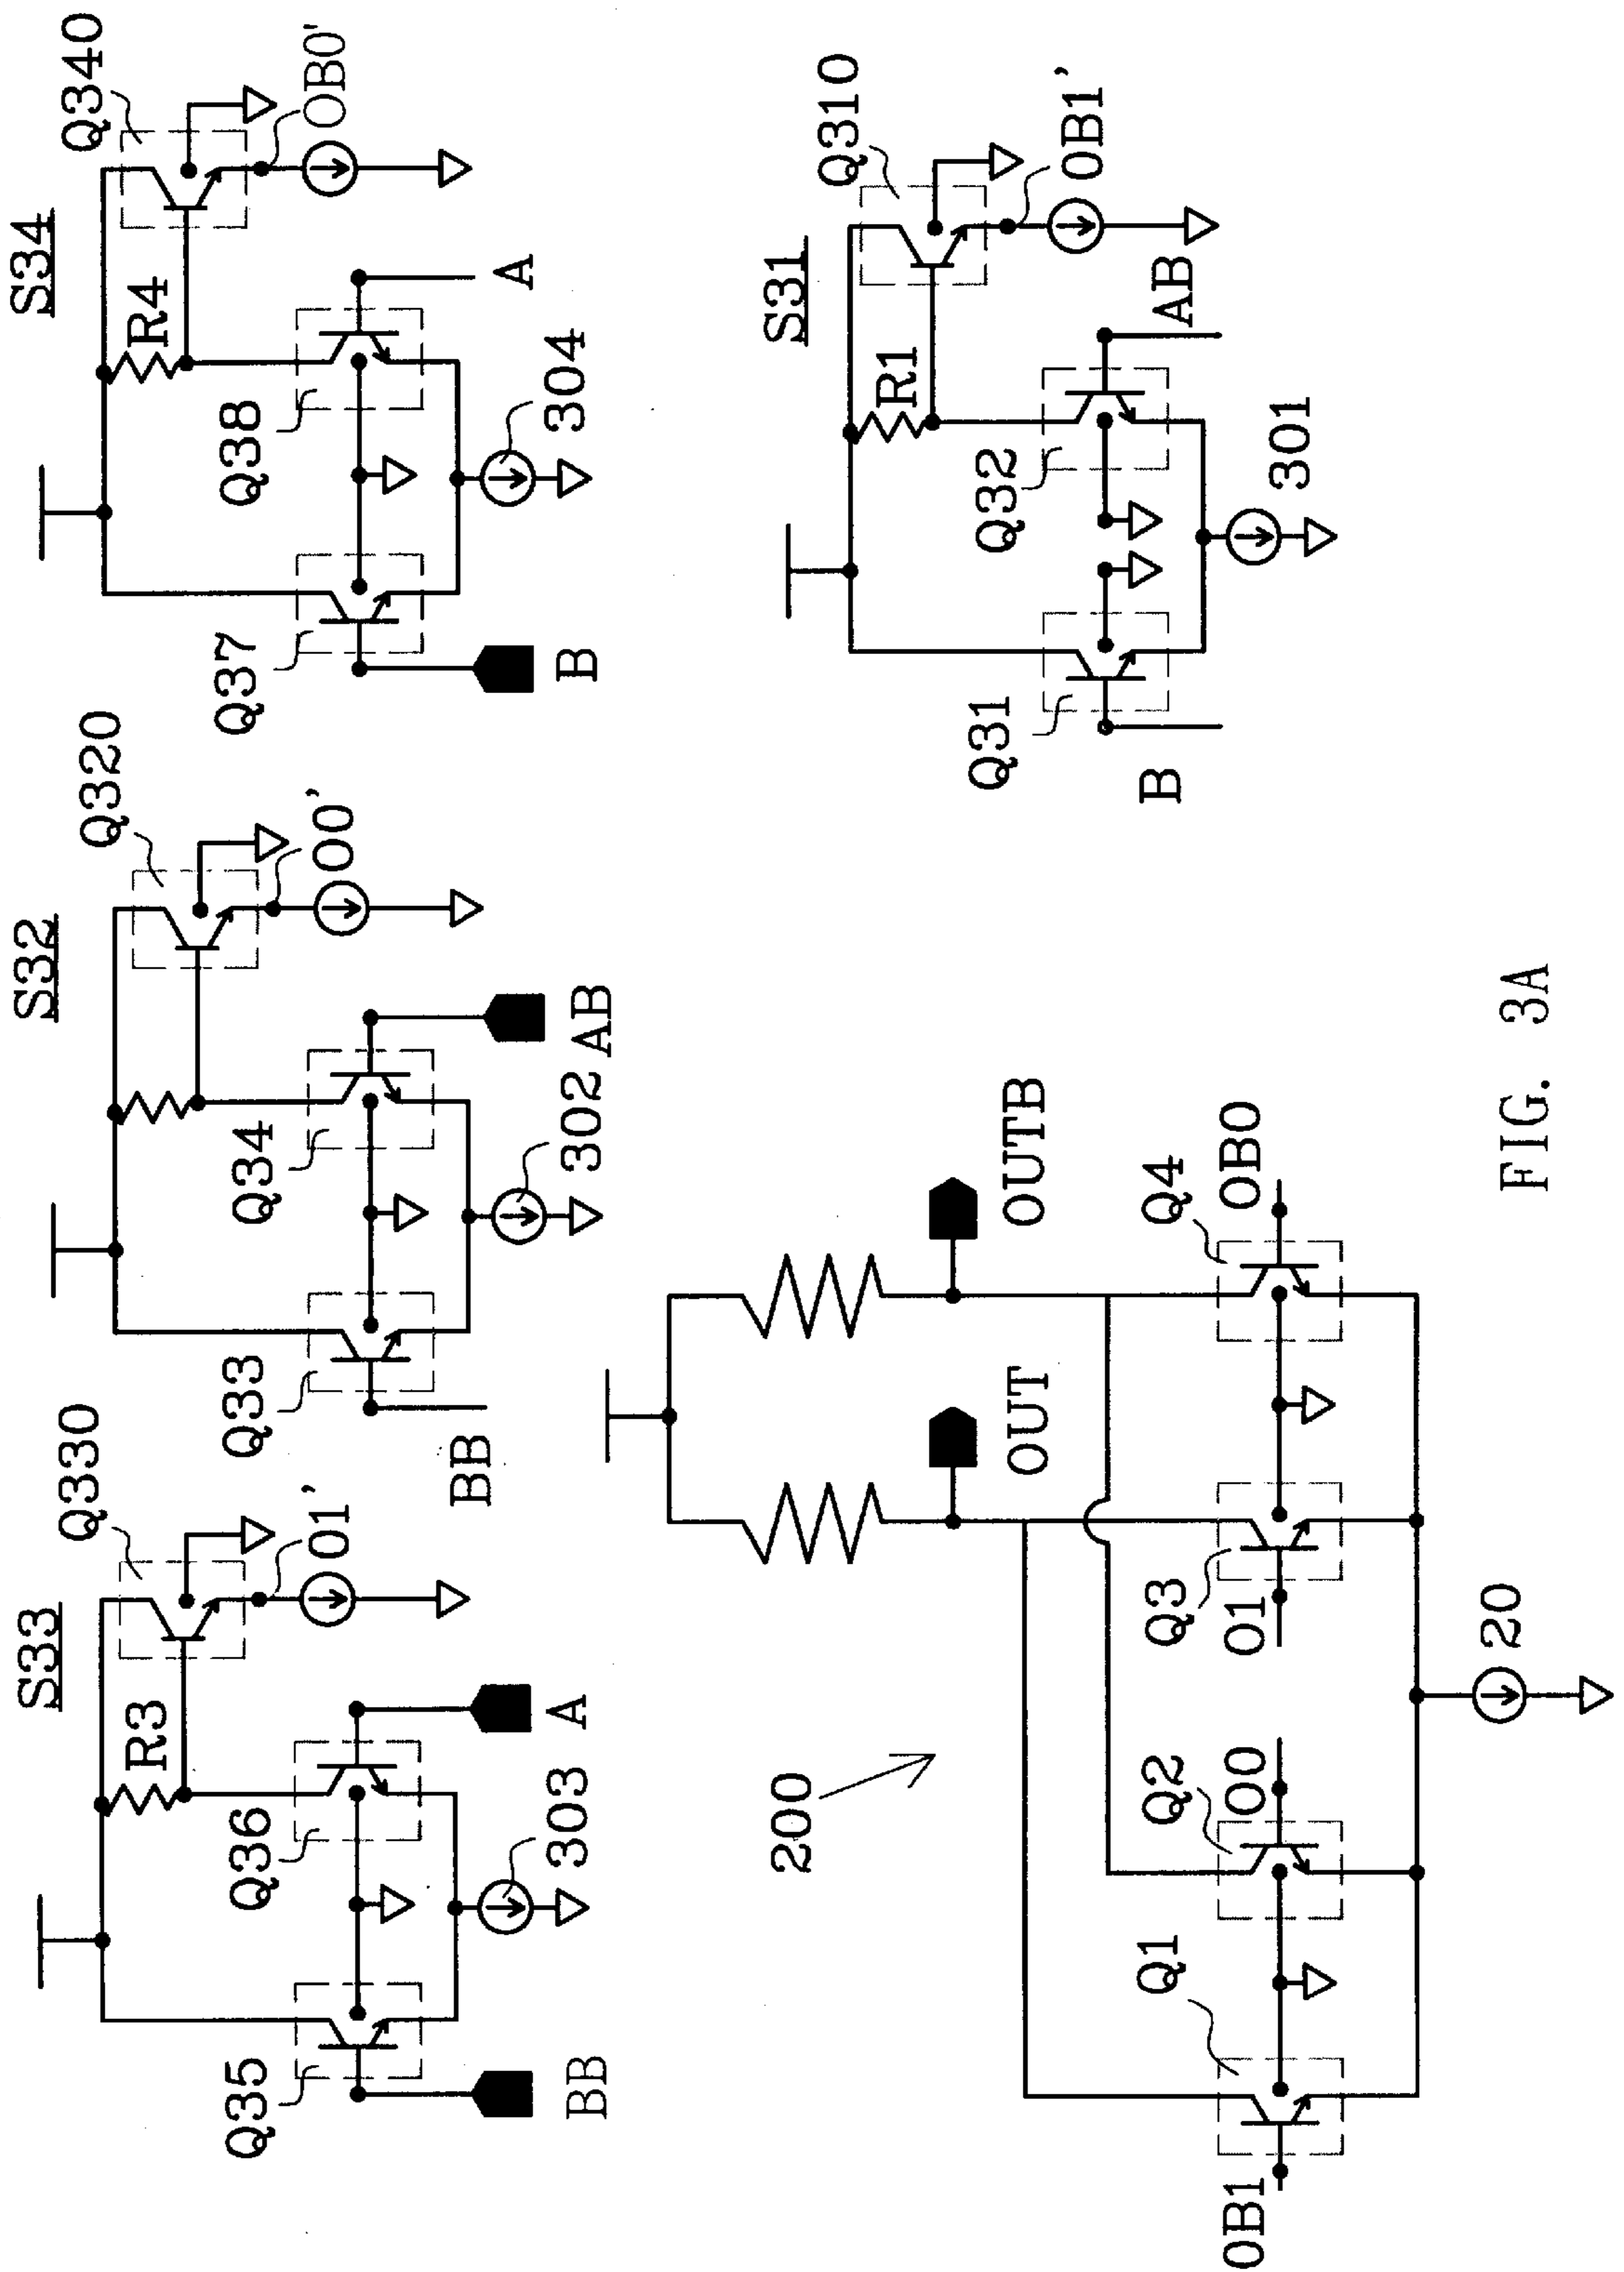 S33
Q330
R3
O1'
Q36
A
Q35
303
BB
S32
Q320
OO'
Q34
AB
Q33
302
BB
S34
Q340
R4
OB0'
Q38
A
Q37
304
B
200
OUT
OUTB
Q1
Q2
Q3
Q4
OB1
OO
O1
OB0
20
S31
Q310
R1
OB1'
Q32
AB
Q31
301
B
FIG. 3A